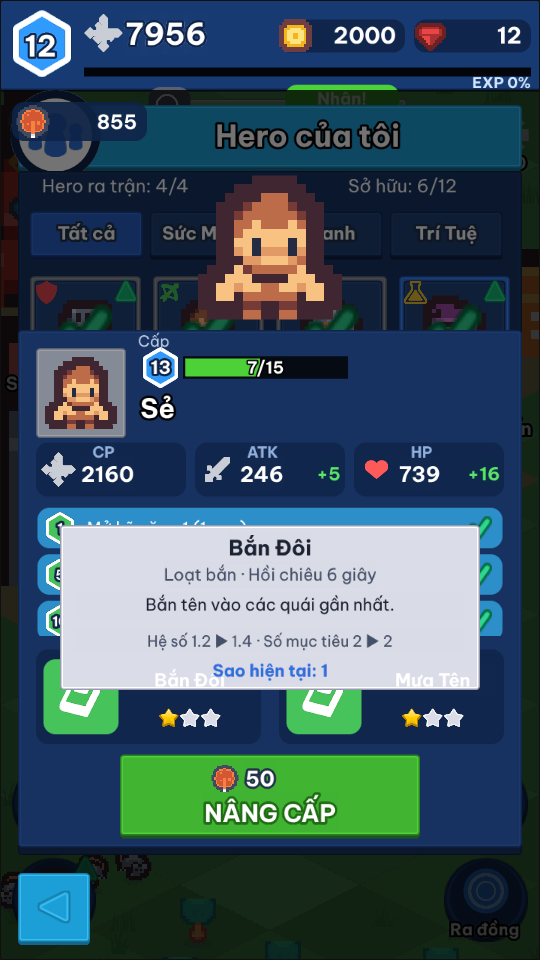 12
7956
2000
12
EXP 0%
Nhận!
855
Hero của tôi
Hero ra trận: 4/4
Sở hữu: 6/12
Tất cả
Sức M
anh
Trí Tuệ
Cấp
13
7/15
Sẻ
CP
2160
ATK
246
+5
HP
739
+16
Bắn Đôi
Loạt bắn · Hồi chiêu 6 giây
Bắn tên vào các quái gần nhất.
Hệ số 1.2 ▶ 1.4 · Số mục tiêu 2 ▶ 2
Sao hiện tại: 1
Bắn Đôi
Mưa Tên
50
NÂNG CẤP
Ra đồng